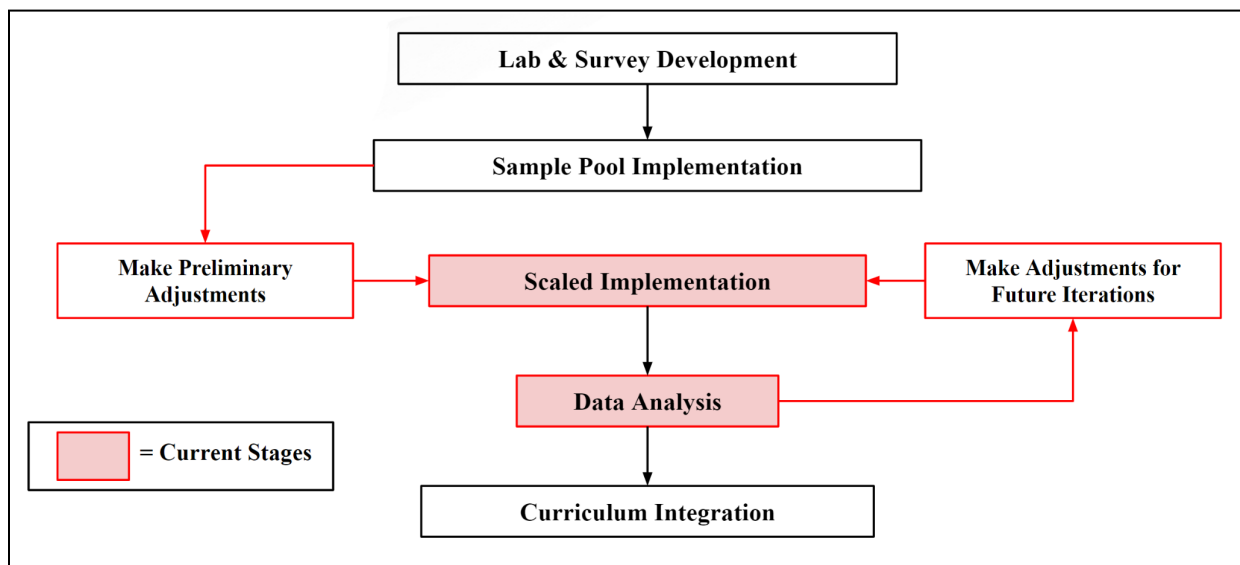 Lab & Survey Development
Sample Pool Implementation
Make Preliminary
Adjustments
Scaled Implementation
Make Adjustments for
Future Iterations
Data Analysis
= Current Stages
Curriculum Integration